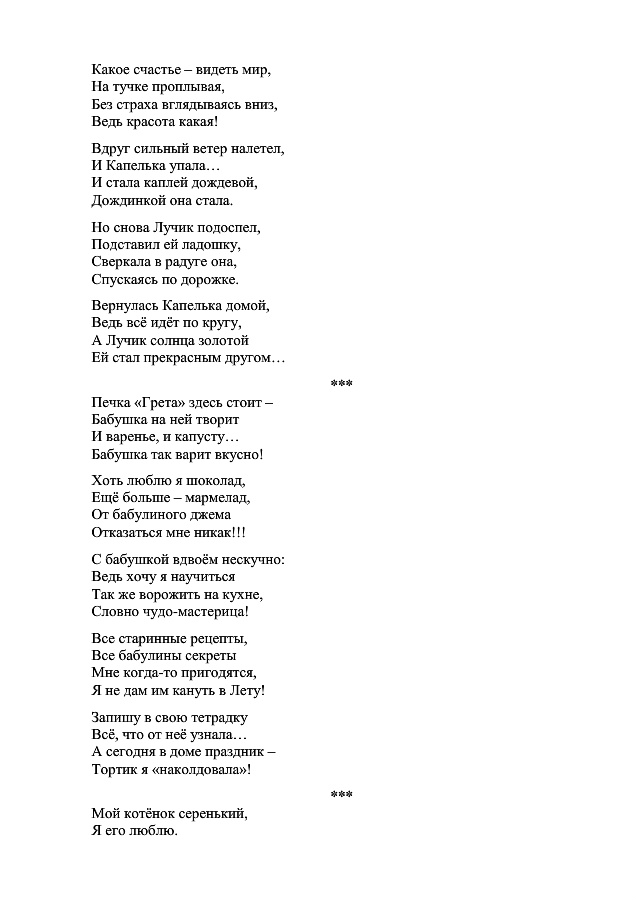 Какое счастье – видеть мир,
На тучке проплывая,
Без страха вглядываясь вниз,
Ведь красота какая!
Вдруг сильный ветер налетел,
И Капелька упала…
И стала каплей дождевой,
Дождинкой она стала.
Но снова Лучик подоспел,
Подставил ей ладошку,
Сверкала в радуге она,
Спускаясь по дорожке.
Вернулась Капелька домой,
Ведь всё идёт по кругу,
А Лучик солнца золотой
Ей стал прекрасным другом…
***
Печка «Грета» здесь стоит –
Бабушка на ней творит
И варенье, и капусту…
Бабушка так варит вкусно!
Хоть люблю я шоколад,
Ещё больше – мармелад,
От бабулиного джема
Отказаться мне никак!!!
С бабушкой вдвоём нескучно:
Ведь хочу я научиться
Так же ворожить на кухне,
Словно чудо-мастерица!
Все старинные рецепты,
Все бабулины секреты
Мне когда-то пригодятся,
Я не дам им кануть в Лету!
Запишу в свою тетрадку
Всё, что от неё узнала…
А сегодня в доме праздник –
Тортик я «наколдовала»!
***
Мой котёнок серенький,
Я его люблю.